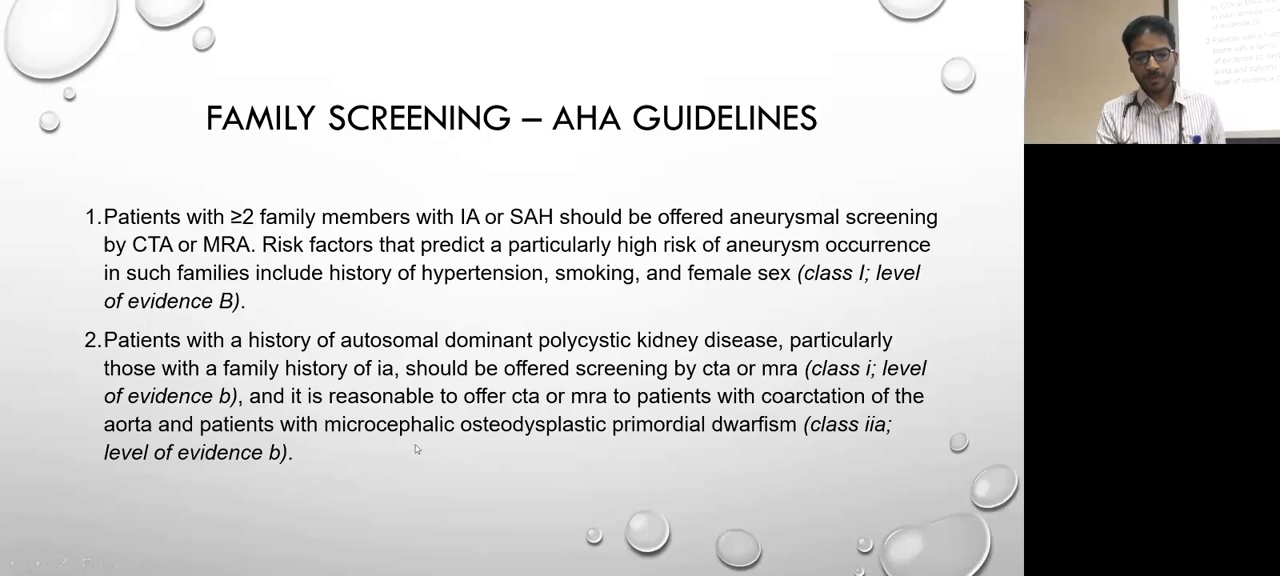 FAMILY SCREENING – AHA GUIDELINES
1. Patients with ≥2 family members with IA or SAH should be offered aneurysmal screening
by CTA or MRA. Risk factors that predict a particularly high risk of aneurysm occurrence
in such families include history of hypertension, smoking, and female sex (class I; level
of evidence B).
2. Patients with a history of autosomal dominant polycystic kidney disease, particularly
those with a family history of ia, should be offered screening by cta or mra (class i; level
of evidence b), and it is reasonable to offer cta or mra to patients with coarctation of the
aorta and patients with microcephalic osteodysplastic primordial dwarfism (class iia;
level of evidence b).